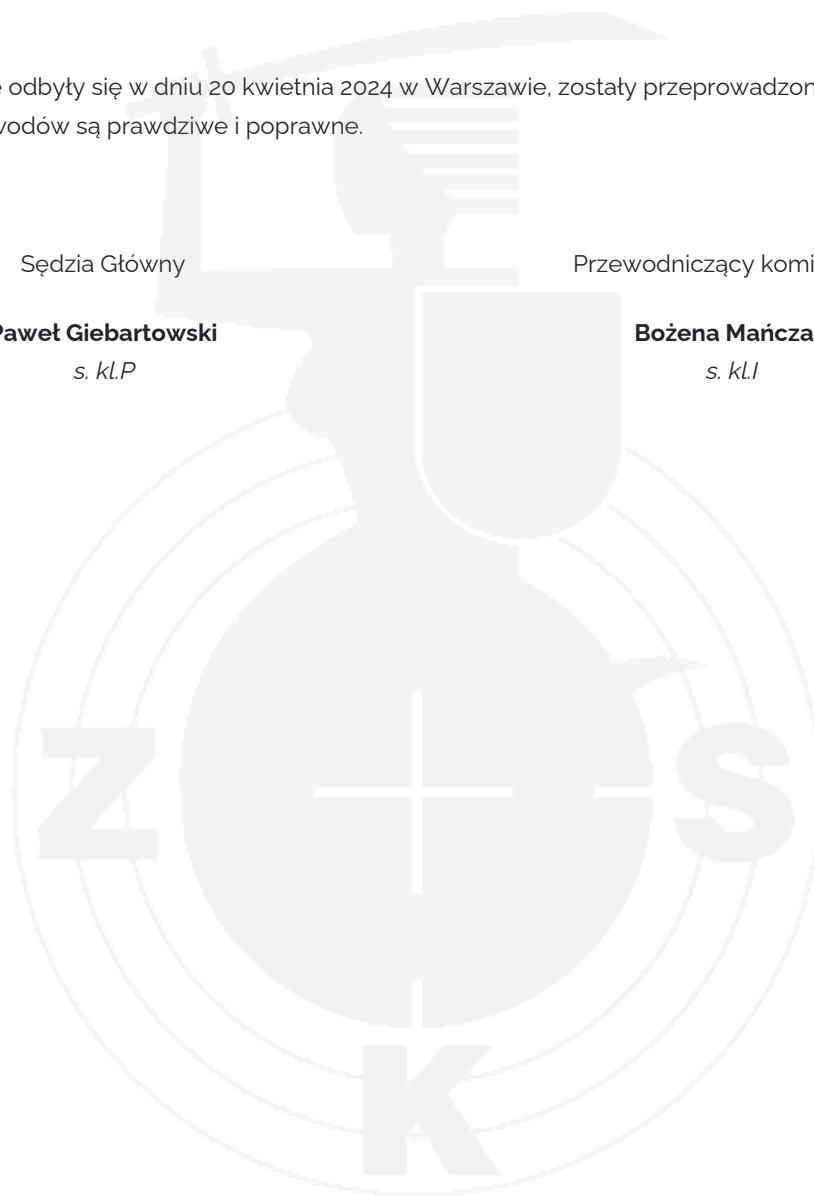 odbyły się w dniu 20 kwietnia 2024 w Warszawie, zostały przeprowadzon
wodów są prawdziwe i poprawne.
Sędzia Główny
Przewodniczący komi
Paweł Giebartowski
Bożena Mańcza
s. kl.P
s. kl.I
Z
S
K